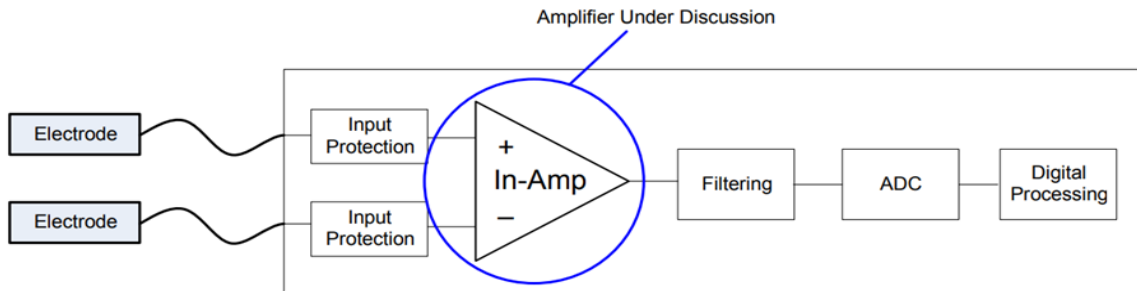 Amplifier Under Discussion
Electrode
Input
Protection
+
In-Amp
–
Filtering
ADC
Digital
Processing
Electrode
Input
Protection